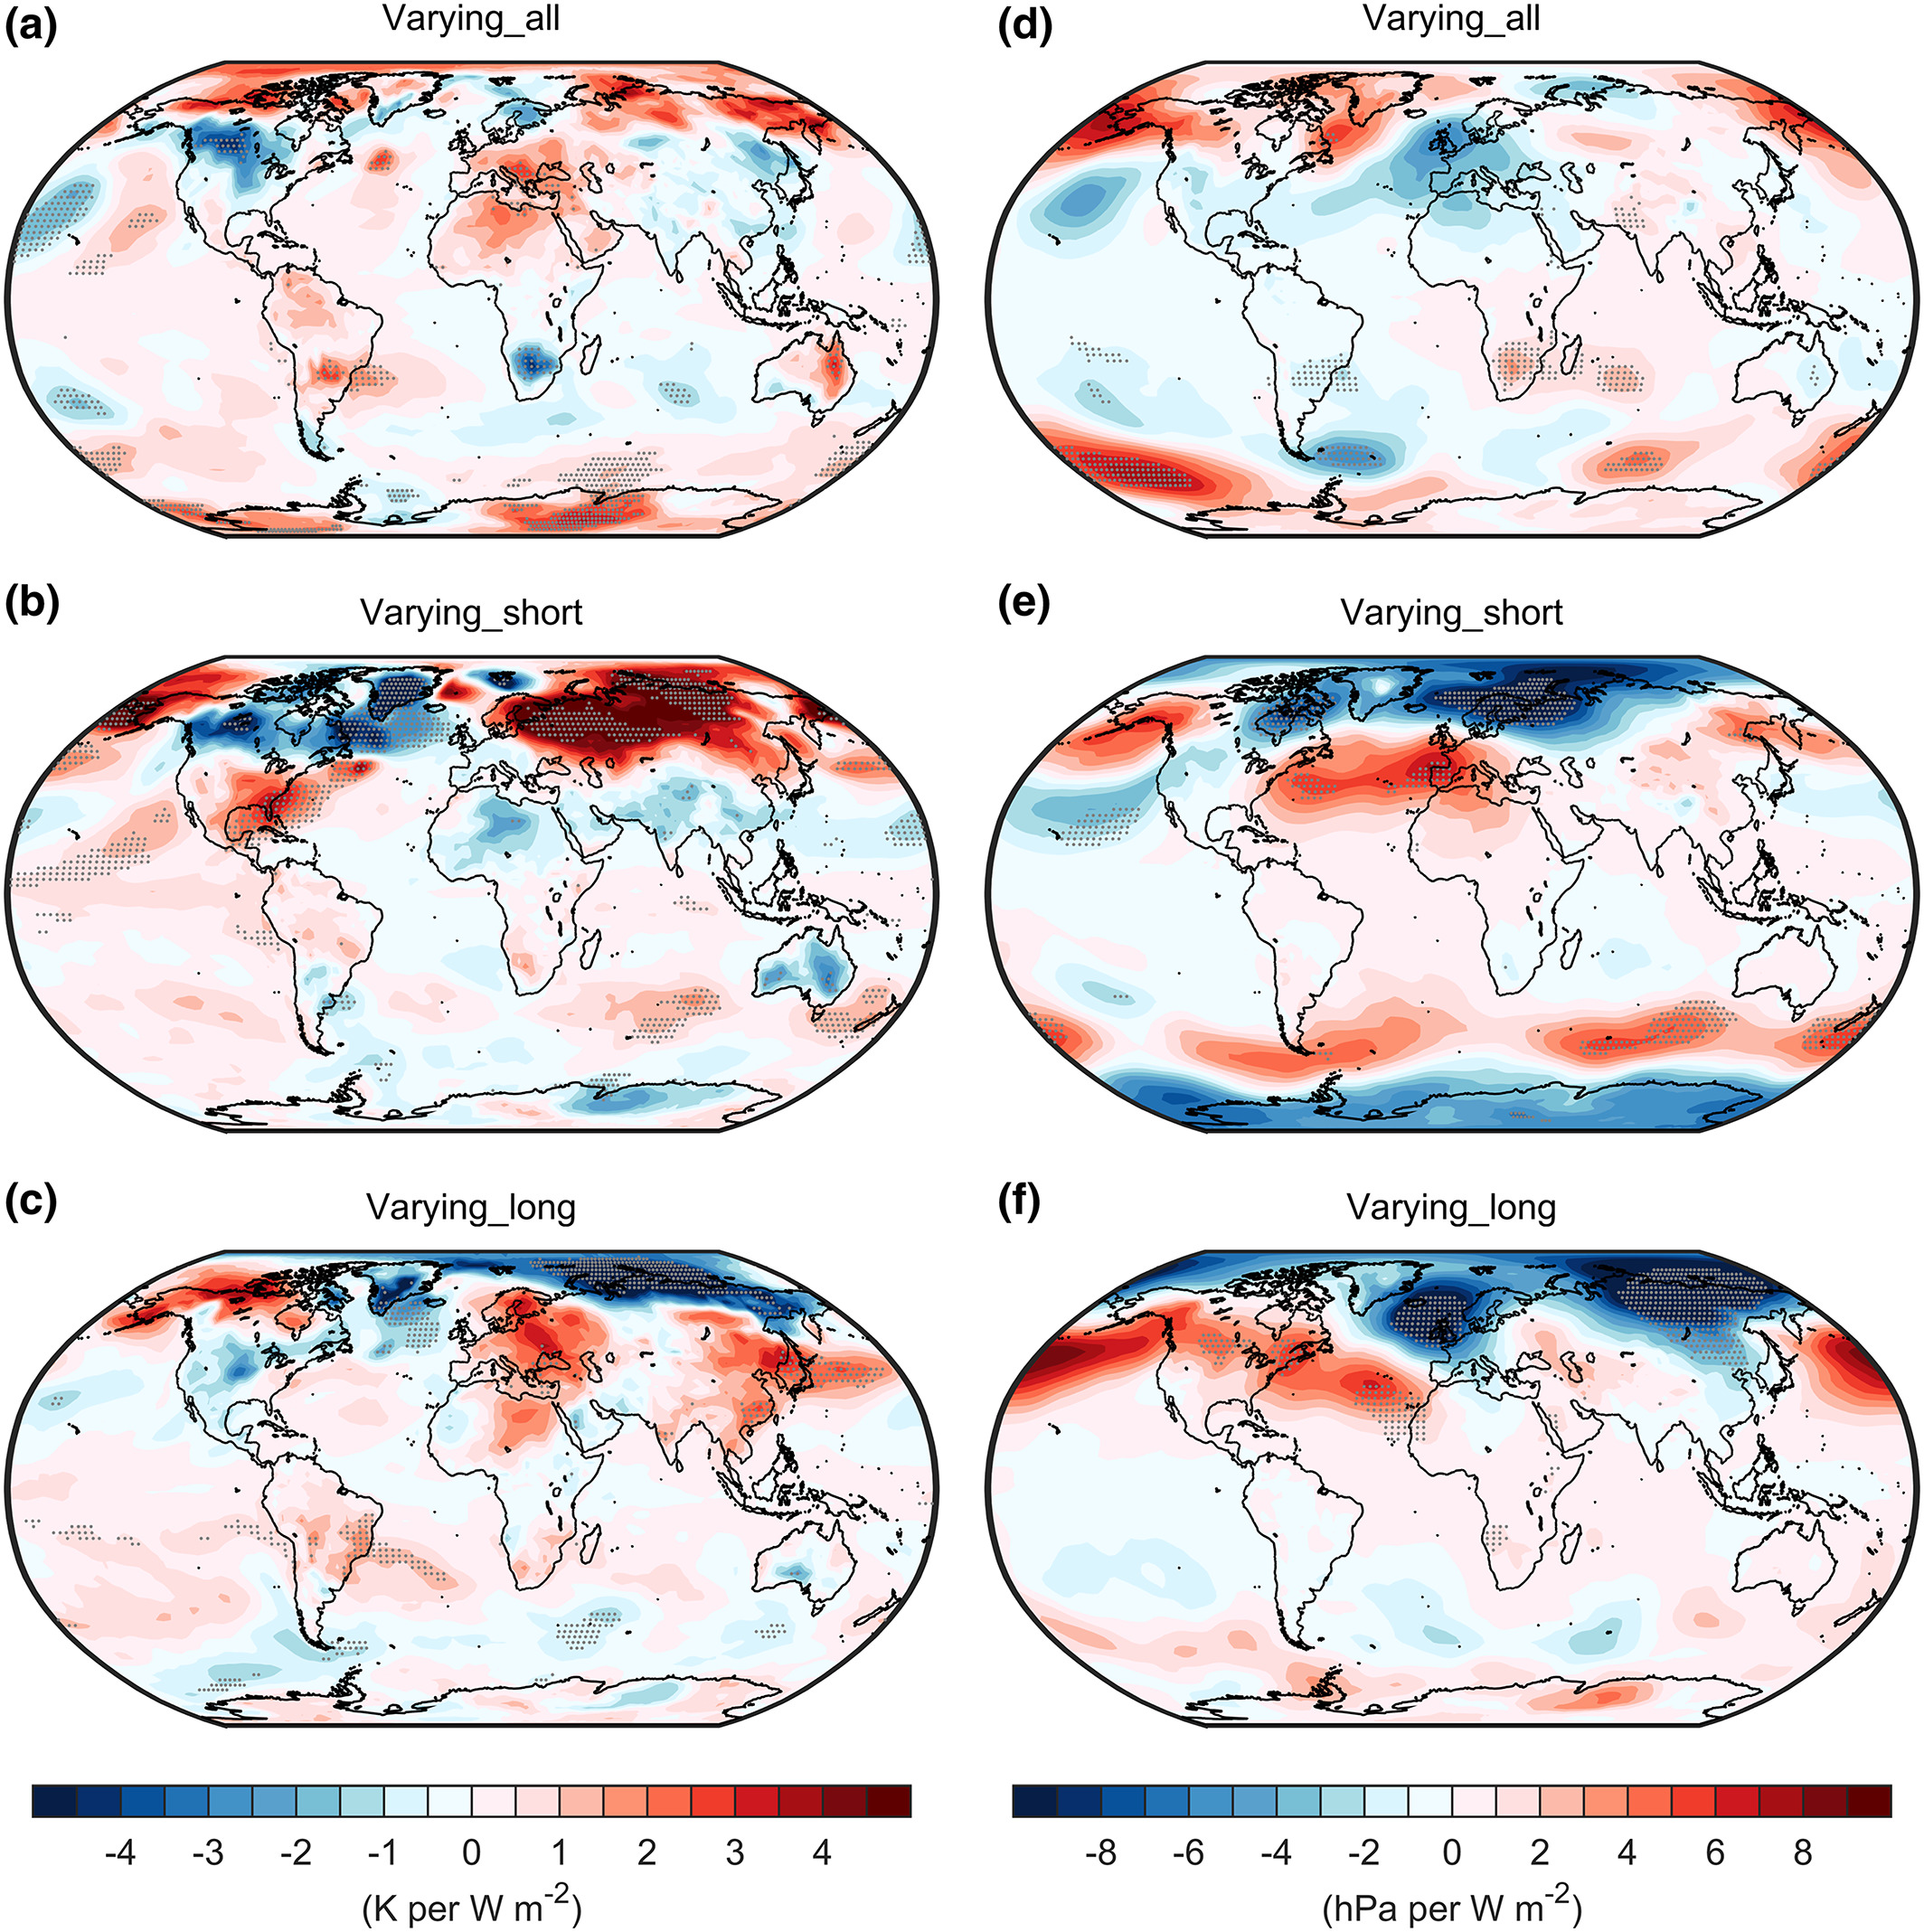 (a) Varying_all (d) Varying_all
(b) Varying_short (e) Varying_short
(c) Varying_long (f) Varying_long
-4 -3 -2 -1 0 1 2 3 4
-8 -6 -4 -2 0 2 4 6 8
(K per W m-2)
(hPa per W m-2)